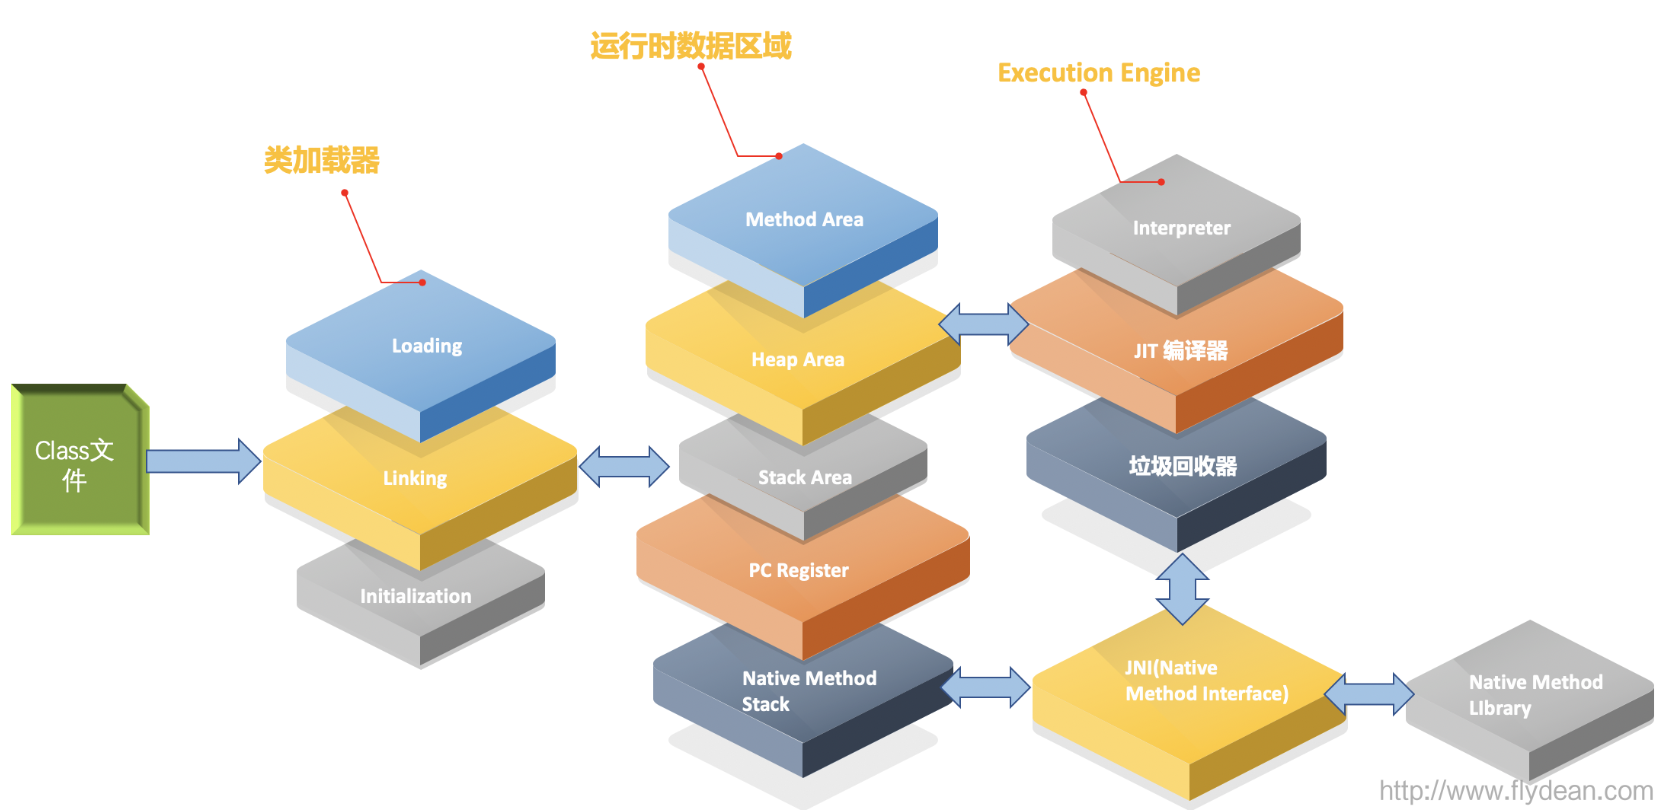 运行时数据区域
Execution Engine
类加载器
Method Area
Interpreter
Loading
Heap Area
JIT 编译器
Class文
件
Linking
Stack Area
垃圾回收器
Initialization
PC Register
Native Method
Stack
JNI(Native
Method Interface)
Native Method
LIbrary
http://www.flydean.com